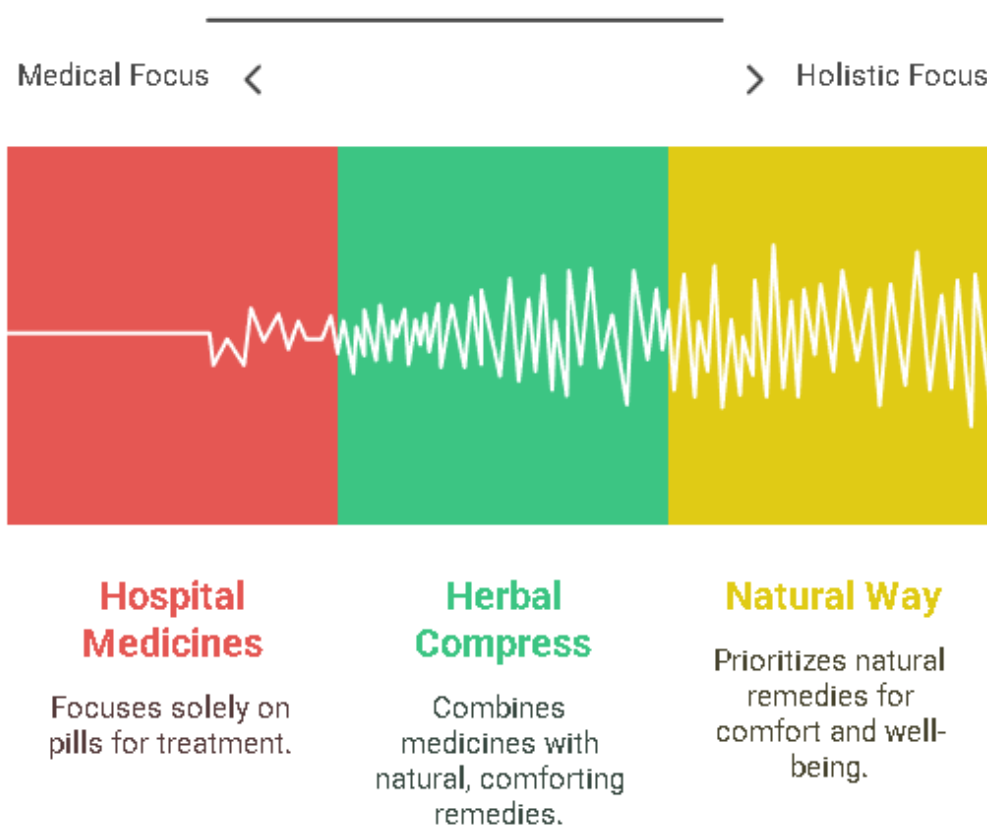 Medical Focus
Holistic Focus
Hospital
Medicines
Focuses solely on
pills for treatment.
Herbal
Compress
Combines
medicines with
natural, comforting
remedies.
Natural Way
Prioritizes natural
remedies for
comfort and well-
being.